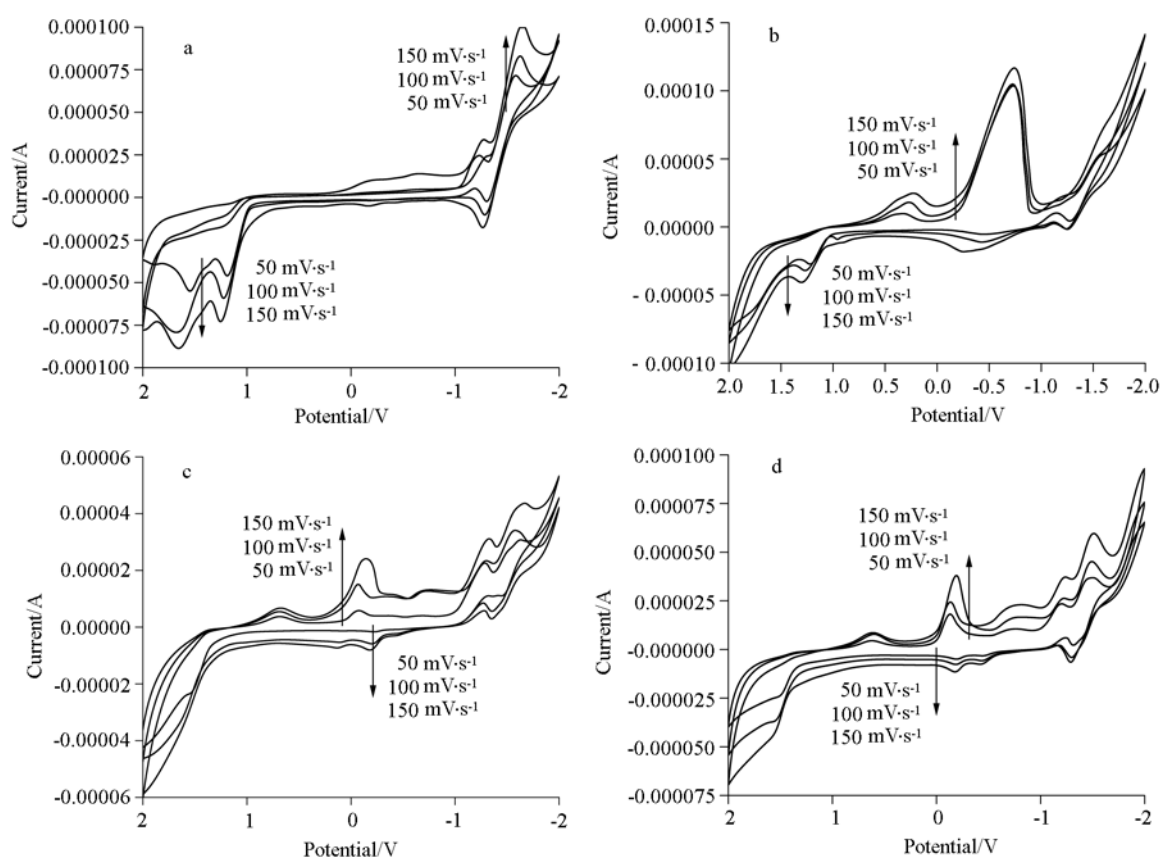 a
0.000100
0.000075
0.000050
0.000025
-0.000000
-0.000025
-0.000050
-0.000075
-0.000100
Current/A
150 mV·s-1
100 mV·s-1
50 mV·s-1
50 mV·s-1
100 mV·s-1
150 mV·s-1
2 1 0 -1 -2
Potential/V
b
0.00015
0.00010
0.00005
0.00000
- 0.00005
- 0.00010
Current/A
150 mV·s-1
100 mV·s-1
50 mV·s-1
50 mV·s-1
100 mV·s-1
150 mV·s-1
2.0 1.5 1.0 0.5 0.0 -0.5 -1.0 -1.5 -2.0
Potential/V
c
0.00006
0.00004
0.00002
0.00000
-0.00002
-0.00004
-0.00006
Current/A
150 mV·s-1
100 mV·s-1
50 mV·s-1
50 mV·s-1
100 mV·s-1
150 mV·s-1
2 1 0 -1 -2
Potential/V
d
0.000100
0.000075
0.000050
0.000025
-0.000000
-0.000025
-0.000050
-0.000075
Current/A
150 mV·s-1
100 mV·s-1
50 mV·s-1
50 mV·s-1
100 mV·s-1
150 mV·s-1
2 1 0 -1 -2
Potential/V